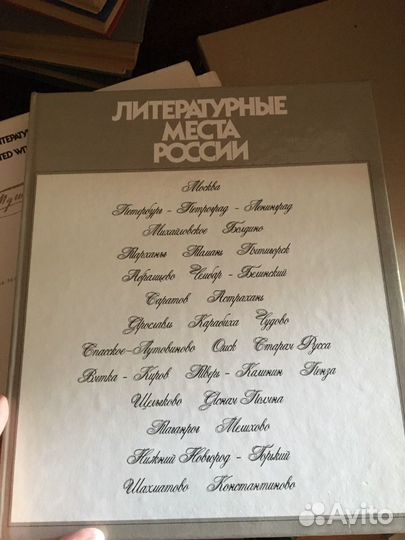 ЛИТЕРАТУРНЫЕ
МЕСТА
РОССИИ
Москва
Петербург - Петроград - Ленинград
Михайловское Болдино
Тарханы Тамань Пятигорск
Абрамцево Чембар - Белинский
Саратов Астрахань
Ярославль Карабиха Чудово
Спасское-Лутовиново Омск Старая Русса
Вятка - Киров Тверь - Калинин Пенза
Щелыково Ясная Поляна
Таганрог Мелихово
Нижний Новгород - Горький
Шахматово Константиново
Avito